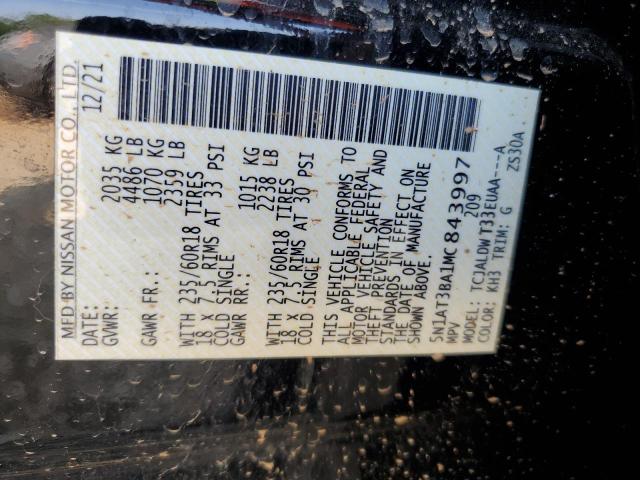 MFD BY NISSAN MOTOR CO.,LTD.
DATE: 12/21
GVWR: 2035 KG
4486 LB
GAWR FR.: 1070 KG
2359 LB
WITH 235/60R18 TIRES
18 X 7.5 RIMS AT 33 PSI
COLD SINGLE
GAWR RR.: 1015 KG
2238 LB
WITH 235/60R18 TIRES
18 X 7.5 RIMS AT 30 PSI
COLD SINGLE
THIS VEHICLE CONFORMS TO
ALL APPLICABLE FEDERAL
MOTOR VEHICLE SAFETY AND
THEFT PREVENTION
STANDARDS IN EFFECT ON
THE DATE OF MANUFACTURE
SHOWN ABOVE.
5N1AT3BA1MC843997
MPV 209
MODEL: TCJALDWT33EUAA---A
COLOR: KH3 TRIM: G ZS30A